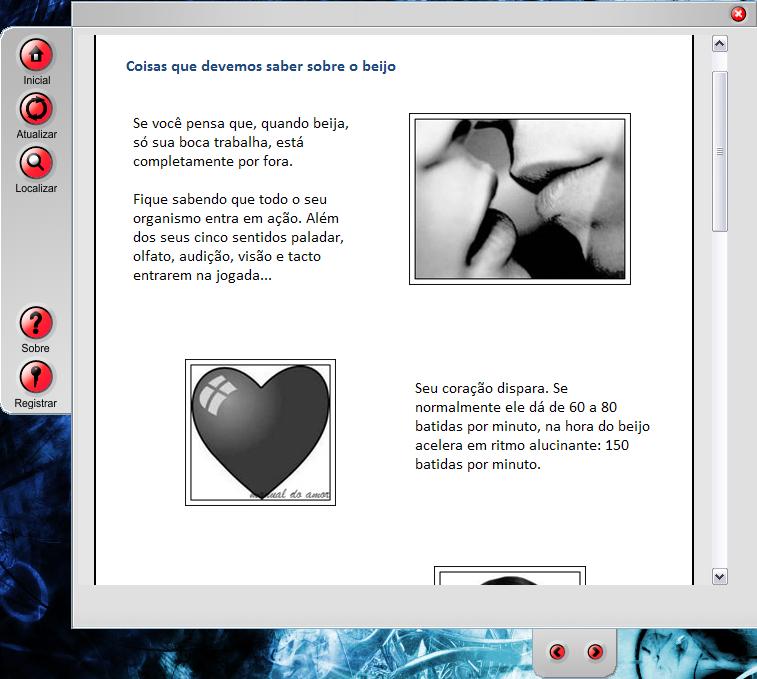 Inicial
Atualizar
Localizar
Sobre
Registrar
Coisas que devemos saber sobre o beijo
Se você pensa que, quando beija,
só sua boca trabalha, está
completamente por fora.
Fique sabendo que todo o seu
organismo entra em ação. Além
dos seus cinco sentidos paladar,
olfato, audição, visão e tacto
entrarem na jogada...
manual do amor
Seu coração dispara. Se
normalmente ele dá de 60 a 80
batidas por minuto, na hora do beijo
acelera em ritmo alucinante: 150
batidas por minuto.